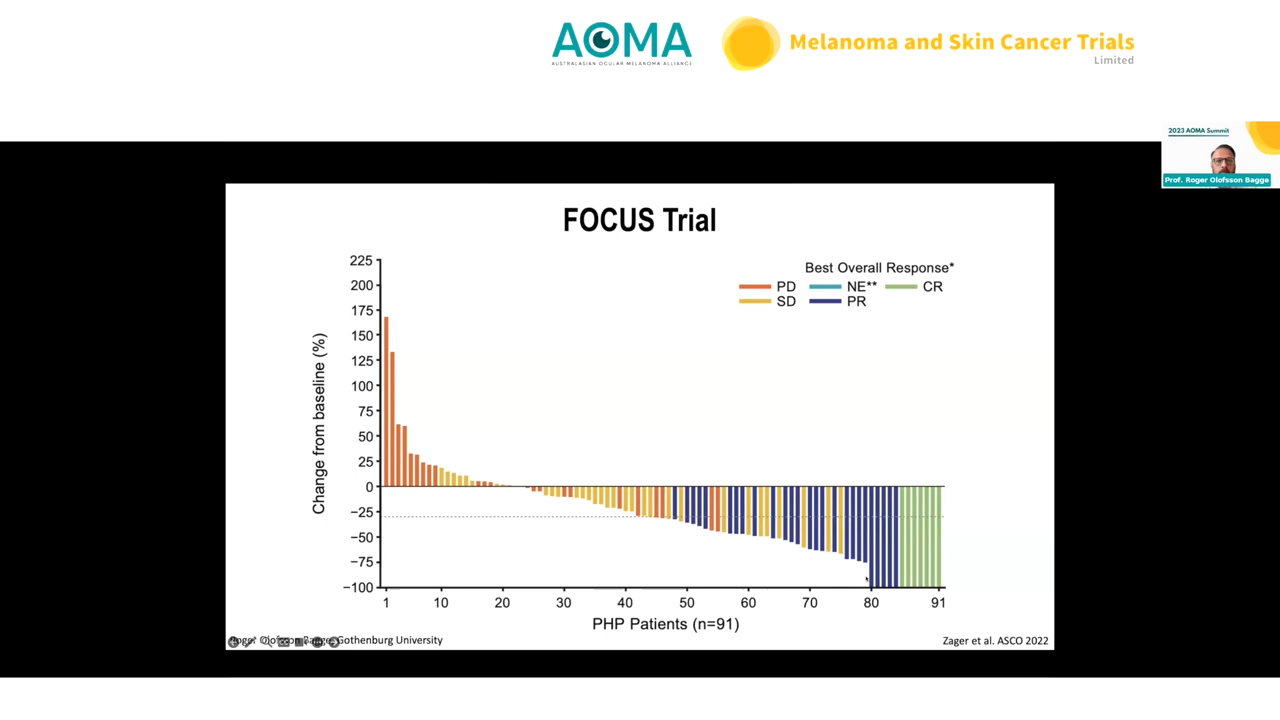 AOMA
AUSTRALASIAN OCULAR MELANOMA ALLIANCE
Melanoma and Skin Cancer Trials
Limited
2023 AOMA Summit
Prof. Roger Olofsson Bagge
FOCUS Trial
Best Overall Response*
PD NE** CR
SD PR
Change from baseline (%)
225
200
175
150
125
100
75
50
25
0
−25
−50
−75
−100
1 10 20 30 40 50 60 70 80 91
PHP Patients (n=91)
Gothenburg University
Zager et al. ASCO 2022